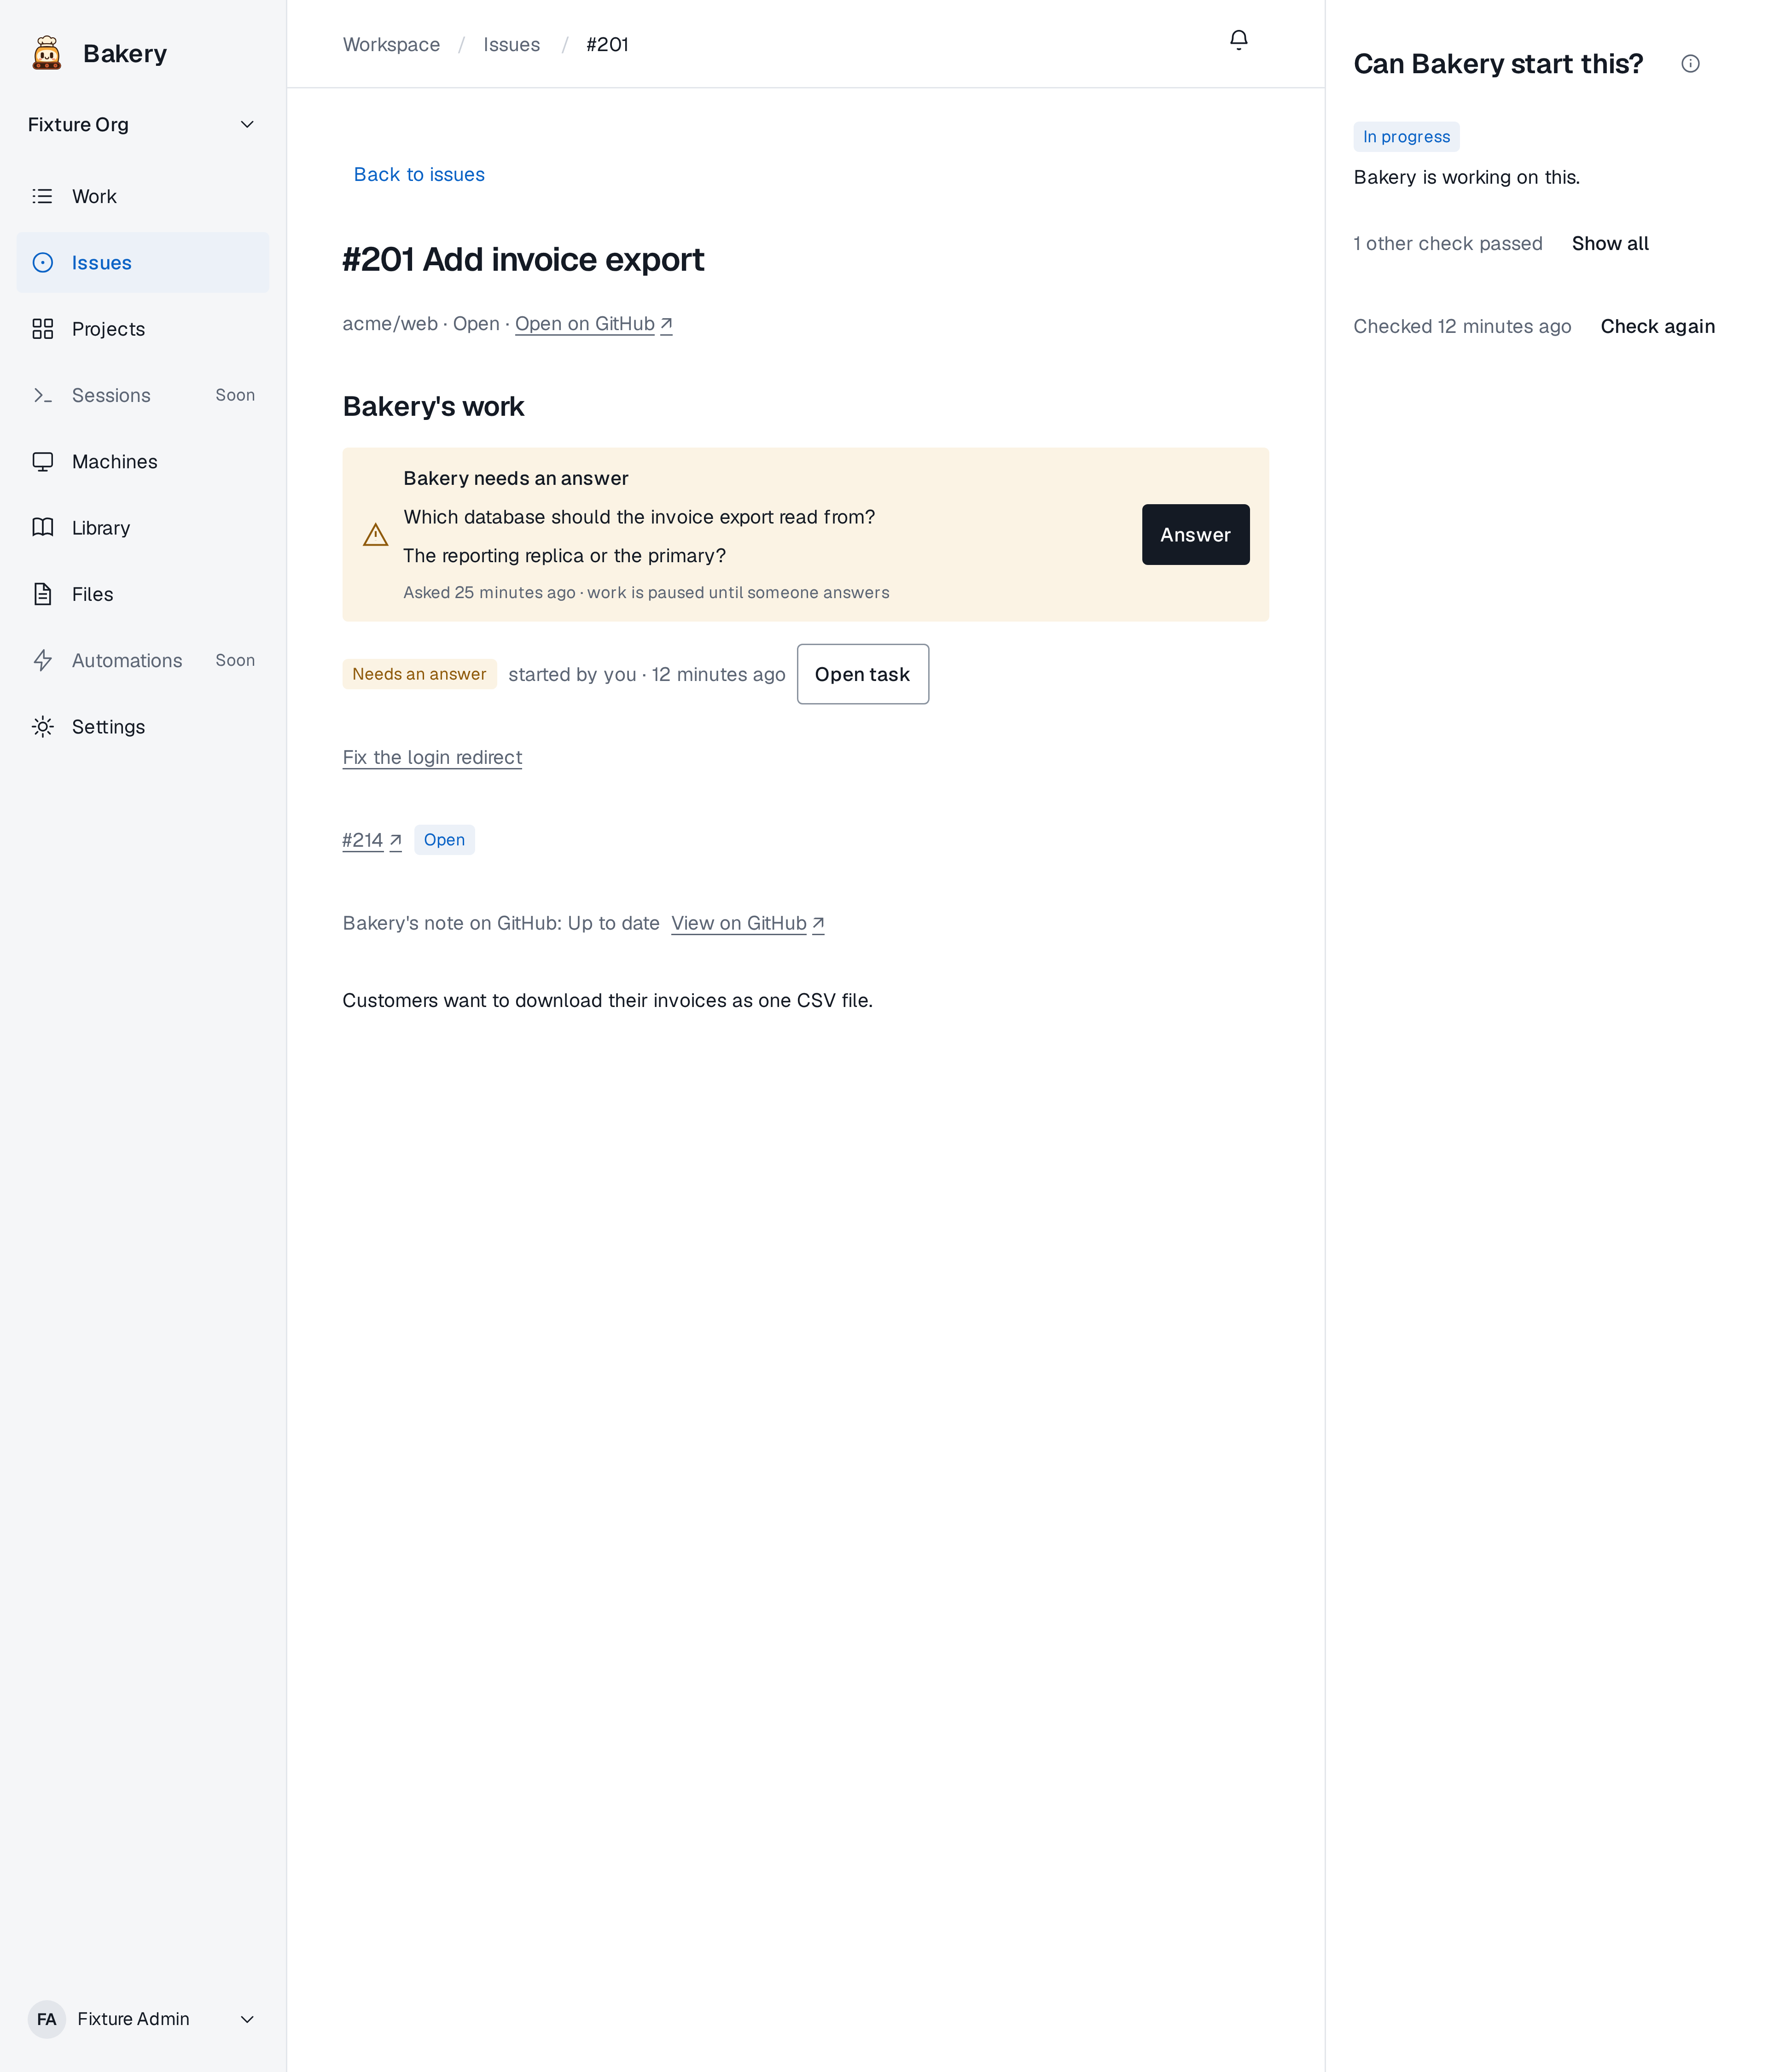 Bakery
Fixture Org
Work
Issues
Projects
Sessions Soon
Machines
Library
Files
Automations Soon
Settings
FA Fixture Admin
Workspace / Issues / #201
Back to issues
#201 Add invoice export
acme/web · Open · Open on GitHub
Bakery's work
Bakery needs an answer
Which database should the invoice export read from?
The reporting replica or the primary?
Asked 25 minutes ago · work is paused until someone answers
Answer
Needs an answer started by you · 12 minutes ago Open task
Fix the login redirect
#214 Open
Bakery's note on GitHub: Up to date View on GitHub
Customers want to download their invoices as one CSV file.
Can Bakery start this?
In progress
Bakery is working on this.
1 other check passed Show all
Checked 12 minutes ago Check again